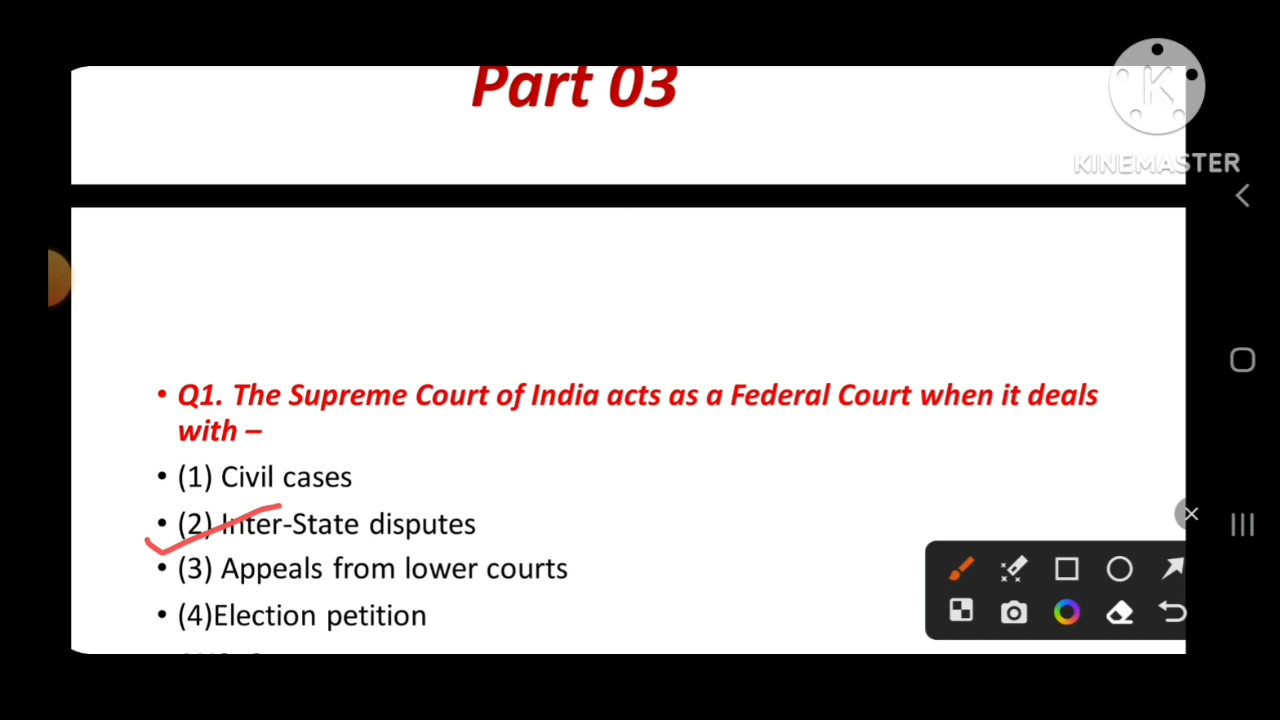 Part 03
KINEMASTER
• Q1. The Supreme Court of India acts as a Federal Court when it deals
with –
• (1) Civil cases
• (2) Inter-State disputes
• (3) Appeals from lower courts
• (4)Election petition